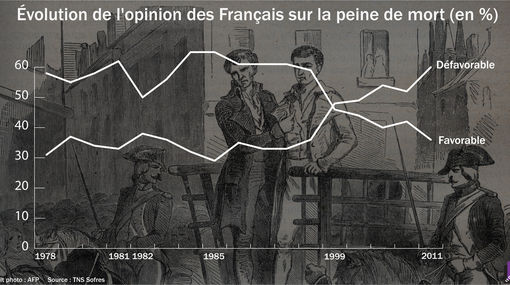 Évolution de l'opinion des Français sur la peine de mort (en %)
60
Défavorable
50
40
Favorable
30
20
10
0
1978 1981 1982 1985 1999 2011
photo : AFP Source : TNS Sofres